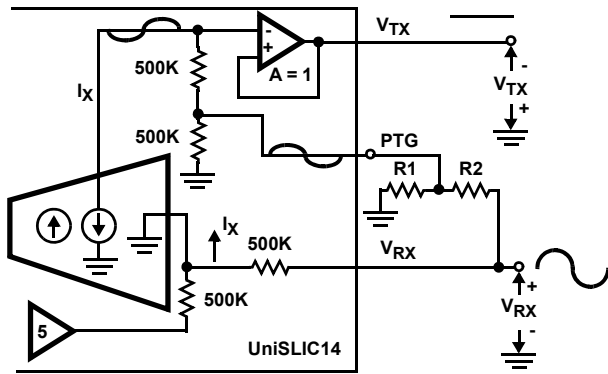 -
+
A = 1
V_TX
500K
I_X
500K
-
V_TX
+
PTG
R1
R2
I_X
500K
V_RX
500K
+
V_RX
-
5
UniSLIC14